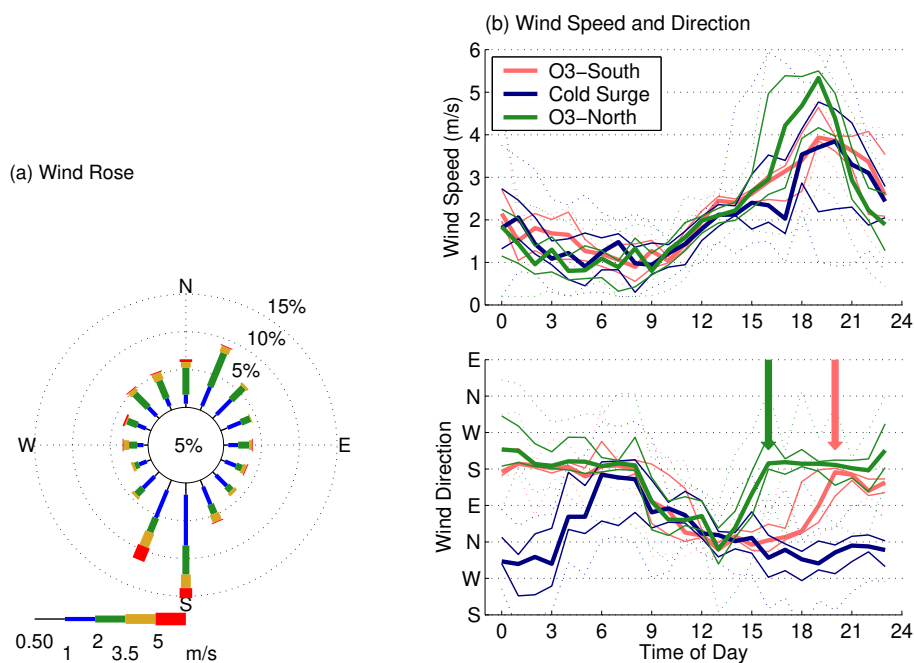 (a) Wind Rose
N
15%
10%
5%
W
5%
E
S
0.50
1
2
3.5
5
m/s
(b) Wind Speed and Direction
Wind Speed (m/s)
6
5
4
3
2
1
0
O3−South
Cold Surge
O3−North
0 3 6 9 12 15 18 21 24
Wind Direction
E
N
W
S
E
N
W
S
0 3 6 9 12 15 18 21 24
Time of Day